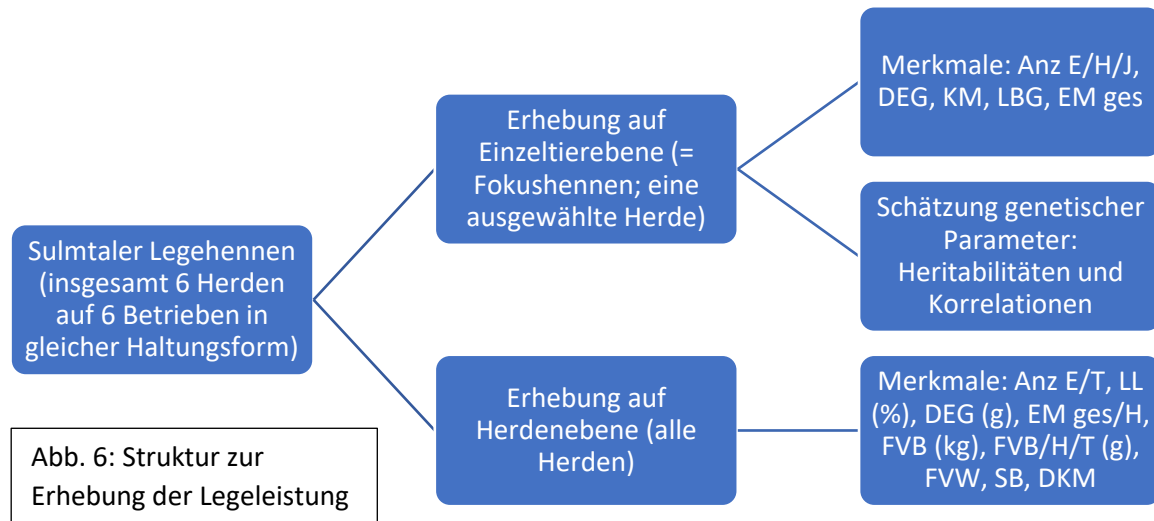 Sulmtaler Legehennen
(insgesamt 6 Herden
auf 6 Betrieben in
gleicher Haltungsform)
Erhebung auf
Einzeltierebene (=
Fokushennen; eine
ausgewählte Herde)
Merkmale: Anz E/H/J,
DEG, KM, LBG, EM ges
Schätzung genetischer
Parameter:
Heritabilitäten und
Korrelationen
Erhebung auf
Herdenebene (alle
Herden)
Merkmale: Anz E/T, LL
(%), DEG (g), EM ges/H,
FVB (kg), FVB/H/T (g),
FVW, SB, DKM
Abb. 6: Struktur zur
Erhebung der Legeleistung